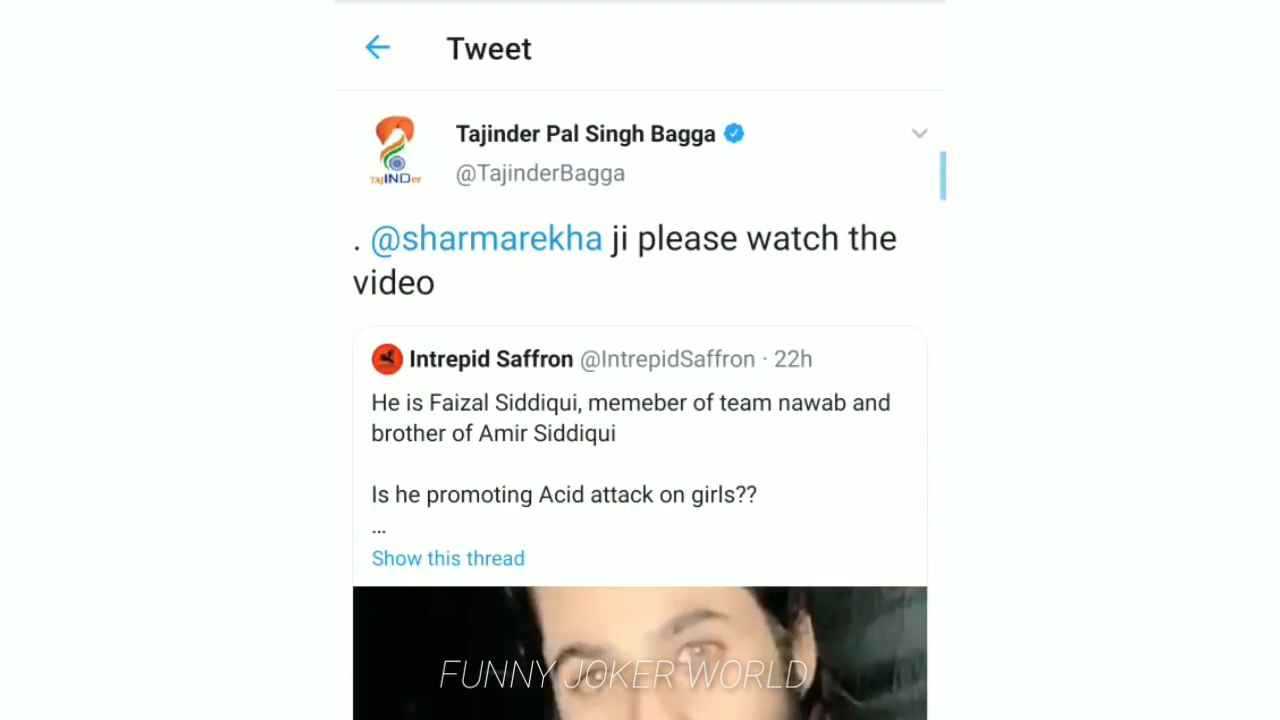 Tweet
TajINDer
Tajinder Pal Singh Bagga
@TajinderBagga
. @sharmarekha ji please watch the
video
Intrepid Saffron @IntrepidSaffron · 22h
He is Faizal Siddiqui, memeber of team nawab and
brother of Amir Siddiqui
Is he promoting Acid attack on girls??
...
Show this thread
FUNNY JOKER WORLD